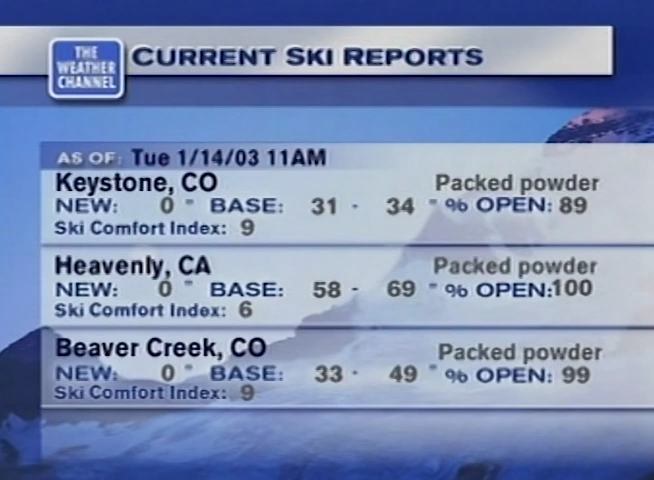 THE
WEATHER
CHANNEL
CURRENT SKI REPORTS
AS OF: Tue 1/14/03 11AM
Keystone, CO Packed powder
NEW: 0 " BASE: 31 - 34 " % OPEN: 89
Ski Comfort Index: 9
Heavenly, CA Packed powder
NEW: 0 " BASE: 58 - 69 " % OPEN:100
Ski Comfort Index: 6
Beaver Creek, CO Packed powder
NEW: 0 " BASE: 33 - 49 " % OPEN: 99
Ski Comfort Index: 9